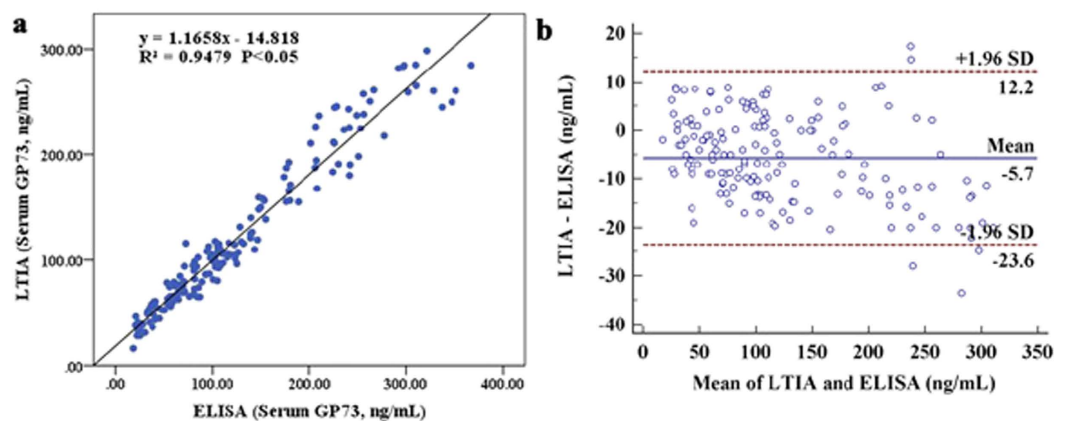 a
y = 1.1658x - 14.818
R² = 0.9479 P<0.05
LTIA (Serum GP73, ng/mL)
300.00
200.00
100.00
.00
.00 100.00 200.00 300.00 400.00
ELISA (Serum GP73, ng/mL)
b
LTIA - ELISA (ng/mL)
20
10
0
-10
-20
-30
-40
+1.96 SD
12.2
Mean
-5.7
-1.96 SD
-23.6
0 50 100 150 200 250 300 350
Mean of LTIA and ELISA (ng/mL)